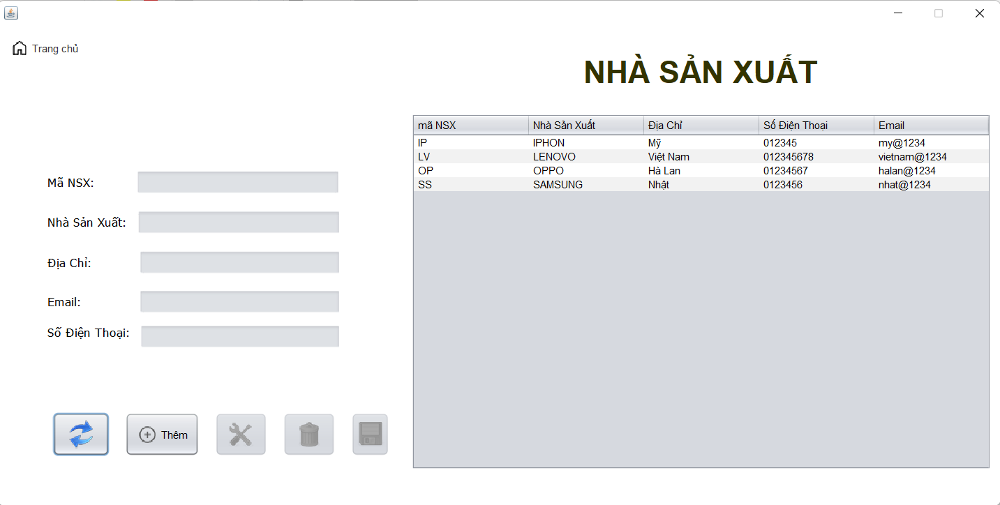 Trang chủ
NHÀ SẢN XUẤT
Mã NSX:
Nhà Sản Xuất:
Địa Chỉ:
Email:
Số Điện Thoại:
Thêm
mã NSX Nhà Sản Xuất Địa Chỉ Số Điện Thoại Email
IP IPHON Mỹ 012345 my@1234
LV LENOVO Việt Nam 012345678 vietnam@1234
OP OPPO Hà Lan 01234567 halan@1234
SS SAMSUNG Nhật 0123456 nhat@1234